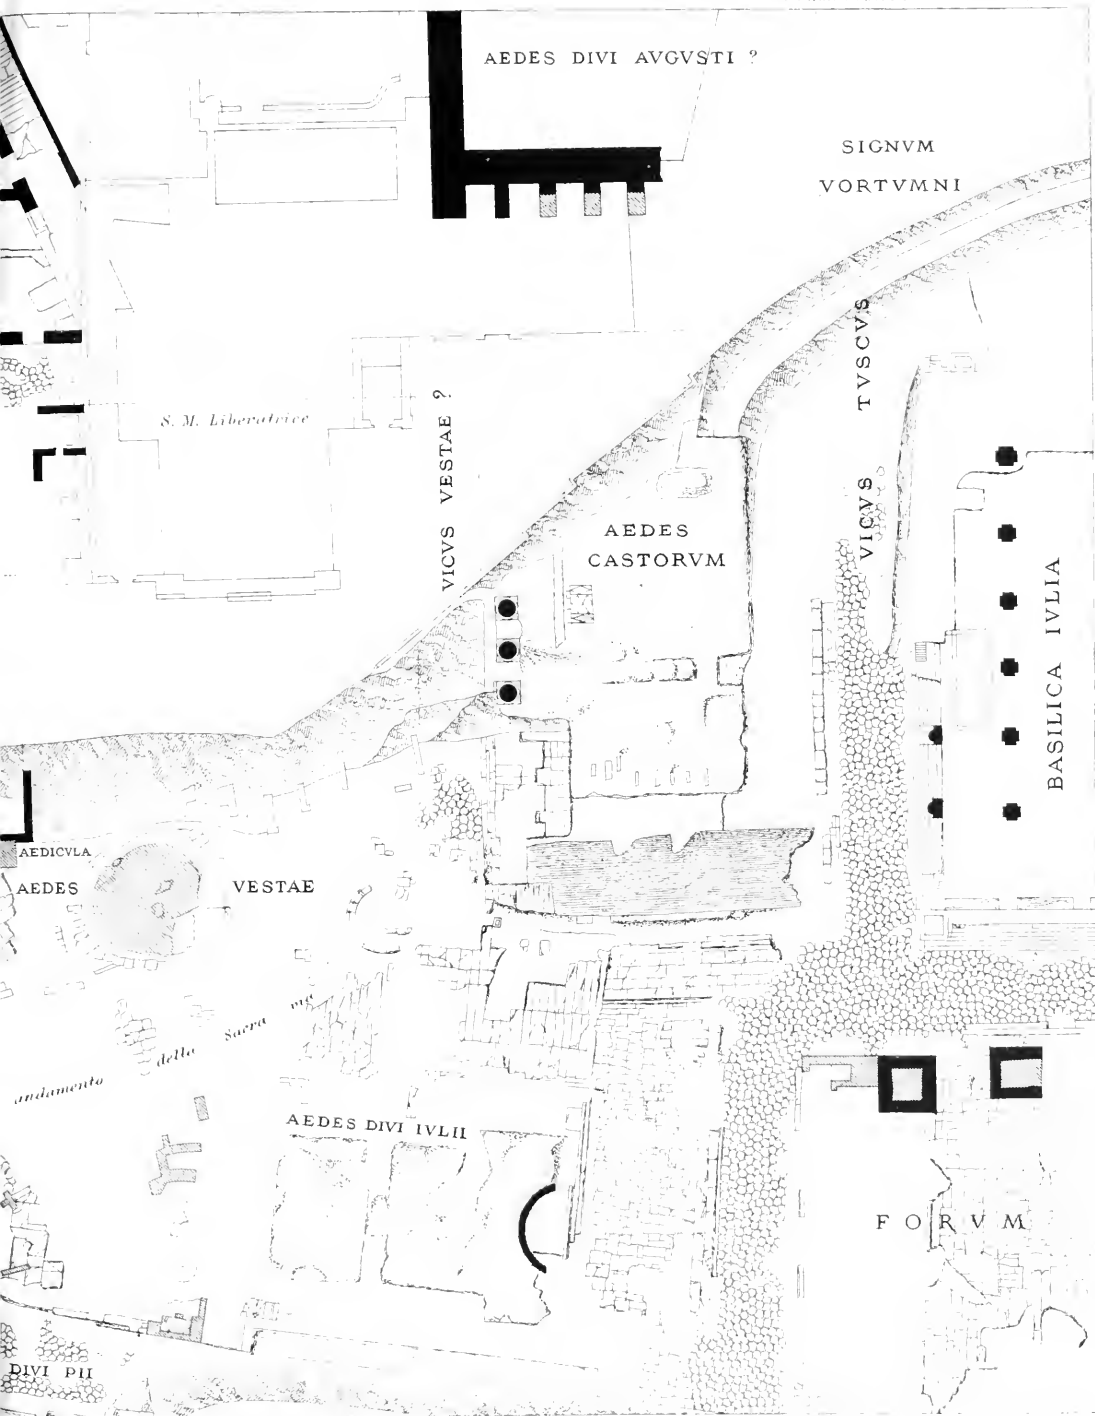 AEDES DIVI AVGVSTI ?
SIGNVM
VORTVMNI
VICVS TVSCVS
S. M. Liberatrice
VICVS VESTAE ?
AEDES
CASTORVM
BASILICA IVLIA
AEDICVLA
AEDES VESTAE
andamento della Sacra via
AEDES DIVI IVLII
FORVM
DIVI PII